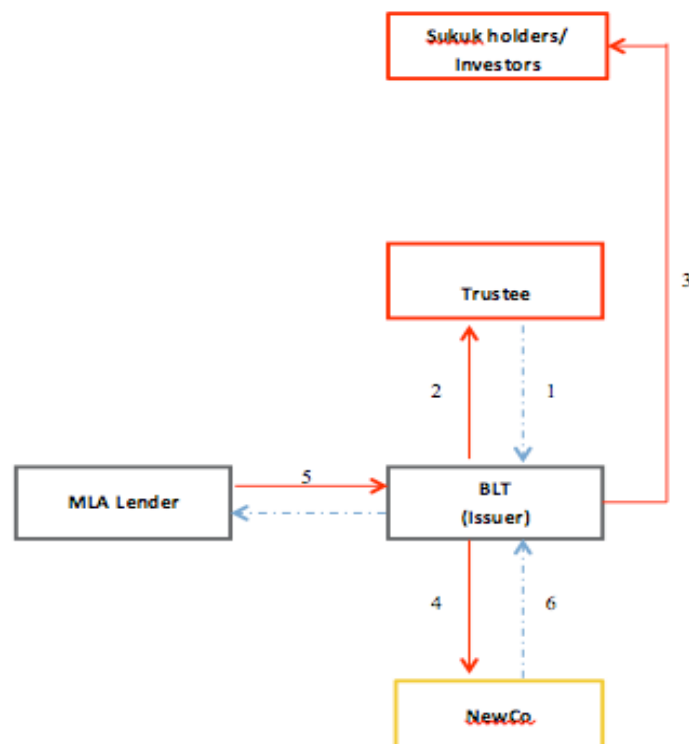 Sukuk holders/
Investors
3
Trustee
2
1
5
MLA Lender
BLT
(Issuer)
4
6
NewCo